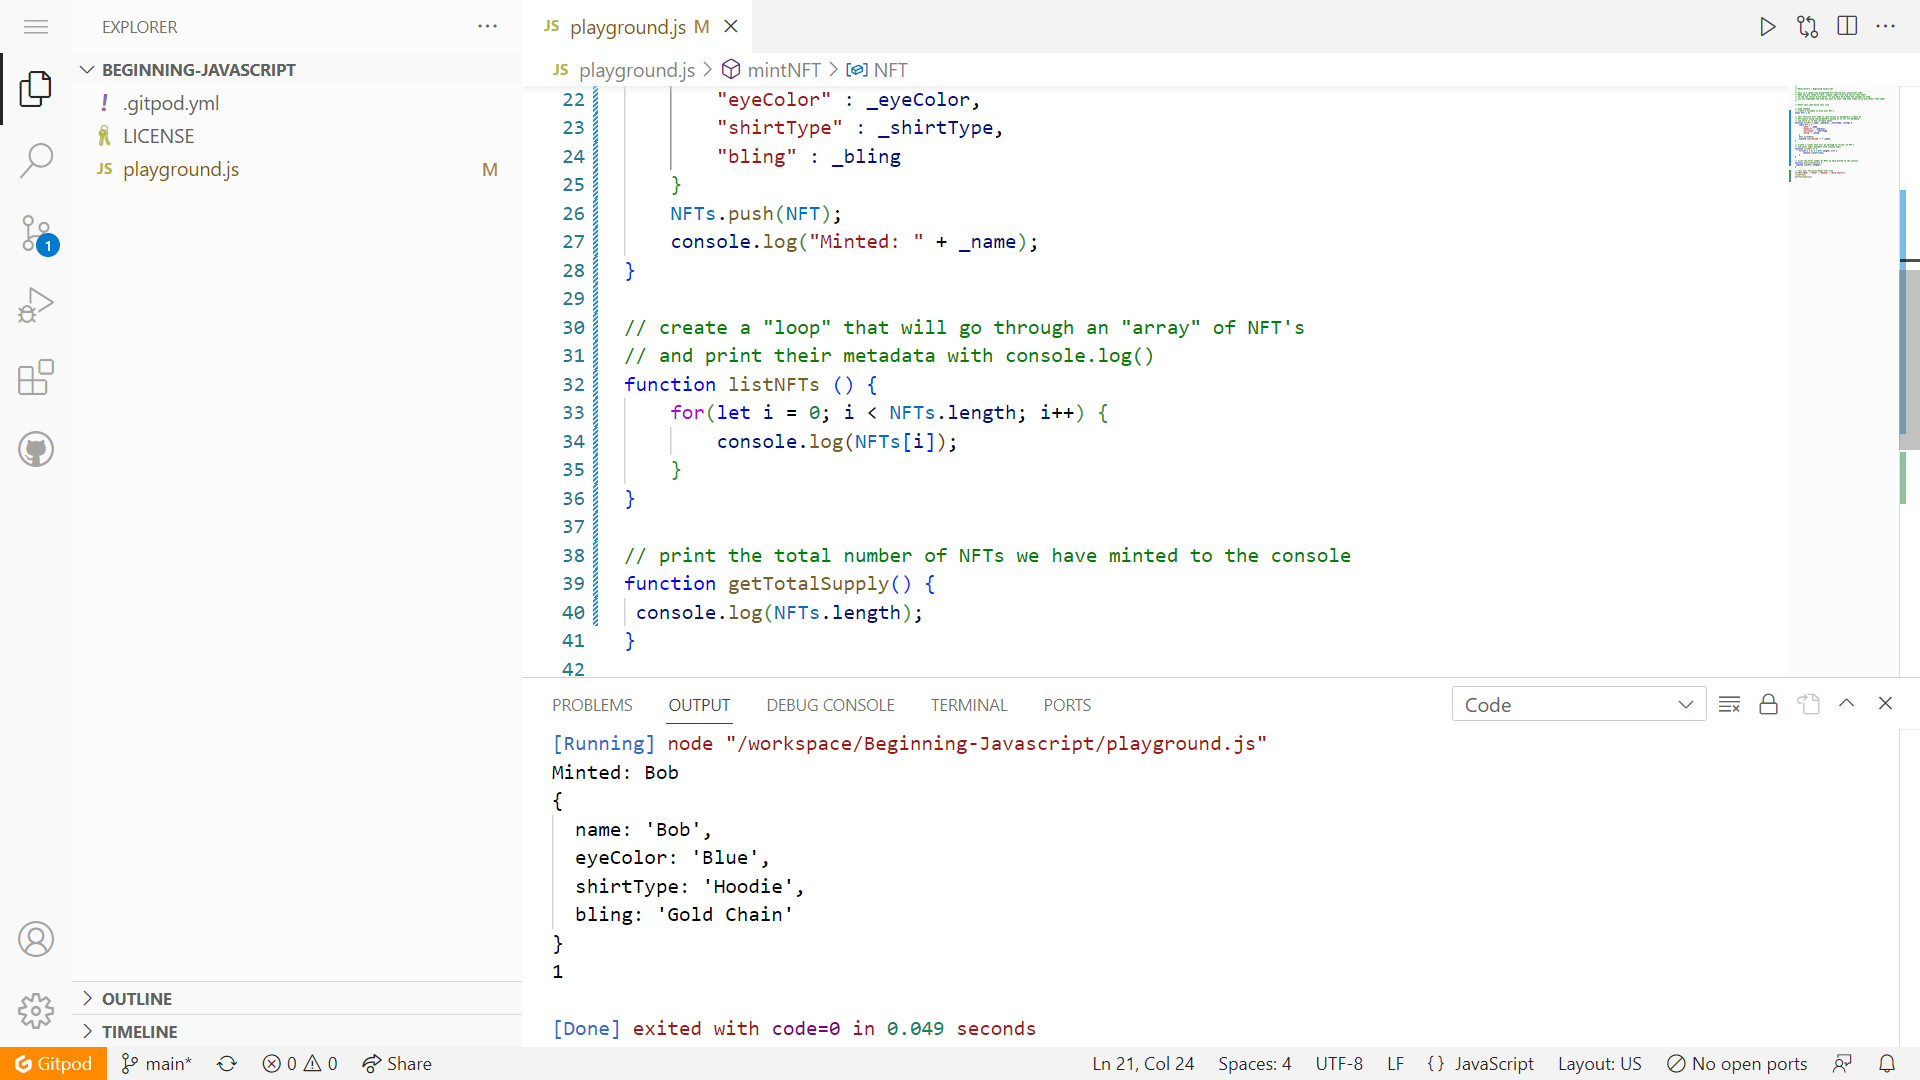 EXPLORER
BEGINNING-JAVASCRIPT
! .gitpod.yml
LICENSE
JS playground.js M
1
OUTLINE
TIMELINE
JS playground.js M
JS playground.js > mintNFT > NFT
22 "eyeColor" : _eyeColor,
23 "shirtType" : _shirtType,
24 "bling" : _bling
25 }
26 NFTs.push(NFT);
27 console.log("Minted: " + _name);
28 }
29
30 // create a "loop" that will go through an "array" of NFT's
31 // and print their metadata with console.log()
32 function listNFTs () {
33 for(let i = 0; i < NFTs.length; i++) {
34 console.log(NFTs[i]);
35 }
36 }
37
38 // print the total number of NFTs we have minted to the console
39 function getTotalSupply() {
40 console.log(NFTs.length);
41 }
42
PROBLEMS OUTPUT DEBUG CONSOLE TERMINAL PORTS Code
[Running] node "/workspace/Beginning-Javascript/playground.js"
Minted: Bob
{
name: 'Bob',
eyeColor: 'Blue',
shirtType: 'Hoodie',
bling: 'Gold Chain'
}
1
[Done] exited with code=0 in 0.049 seconds
Gitpod main* 0 0 Share Ln 21, Col 24 Spaces: 4 UTF-8 LF {} JavaScript Layout: US No open ports